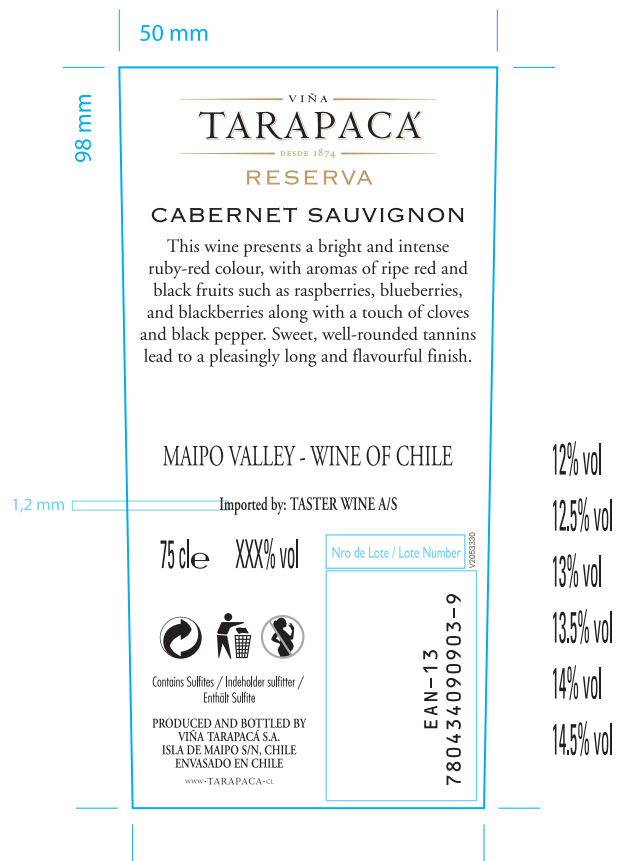 50 mm
98 mm
VIÑA
TARAPACÁ
DESDE 1874
RESERVA
CABERNET SAUVIGNON
This wine presents a bright and intense
ruby-red colour, with aromas of ripe red and
black fruits such as raspberries, blueberries,
and blackberries along with a touch of cloves
and black pepper. Sweet, well-rounded tannins
lead to a pleasingly long and flavourful finish.
MAIPO VALLEY - WINE OF CHILE
1,2 mm
Imported by: TASTER WINE A/S
75 cl e XXX% vol
Nro de Lote / Lote Number
V2053330
EAN-13
780434090903-9
Contains Sulfites / Indeholder sulfitter /
Enthält Sulfite
PRODUCED AND BOTTLED BY
VIÑA TARAPACÁ S.A.
ISLA DE MAIPO S/N, CHILE
ENVASADO EN CHILE
WWW·TARAPACA·CL
12% vol
12.5% vol
13% vol
13.5% vol
14% vol
14.5% vol